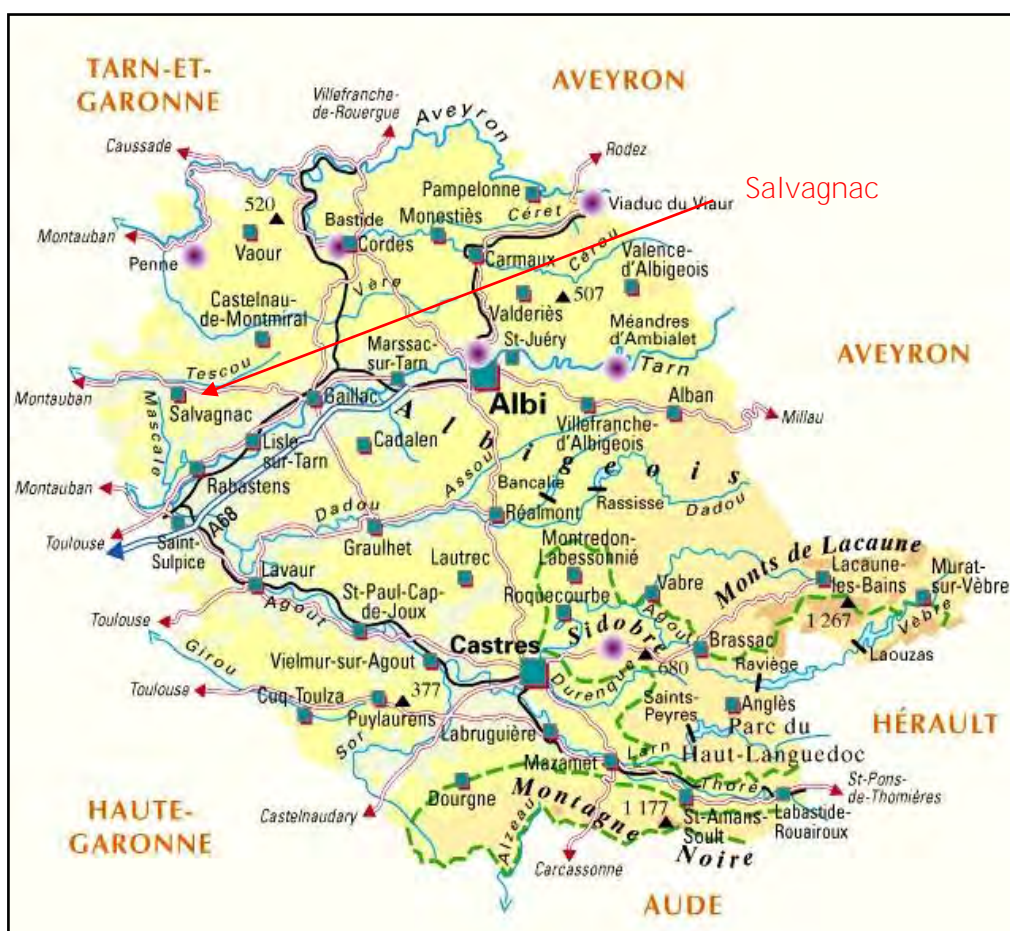 TARN-ET-
GARONNE
AVEYRON
Villefranche-
de-Rouergue
Aveyron
Caussade
Rodez
Pampelonne
Salvagnac
Viaduc du Viaur
520
Bastide
Monestiès
Céret
Montauban
Penne
Vaour
Cordes
Carmaux
Cérou
Valence-
d'Albigeois
Vère
Castelnau-
de-Montmiral
Valderiès
507
Marssac-
sur-Tarn
St-Juéry
Méandres
d'Ambialet
AVEYRON
Tescou
Tarn
Montauban
Salvagnac
Gaillac
Albi
Alban
Millau
Mascale
Lisle-
sur-Tarn
Cadalen
Villefranche-
d'Albigeois
Albigeois
Assou
Bancalié
Rassisse
Dadou
Montauban
Rabastens
Dadou
Réalmont
A68
Toulouse
Saint-
Sulpice
Graulhet
Lautrec
Montredon-
Labessonnié
Monts de Lacaune
Lacaune-
les-Bains
Murat-
sur-Vèbre
Lavaur
St-Paul-Cap-
de-Joux
Roquecourbe
Vabre
Agout
1 267
Vèbre
Toulouse
Agout
Sidobre
Brassac
Girou
Vielmur-sur-Agout
Castres
680
Raviège
Laouzas
Durenque
Toulouse
Cuq-Toulza
377
Puylaurens
Saints-
Peyres
Anglès
HÉRAULT
Sor
Labruguière
Parc du
Haut-Languedoc
Larn
Mazamet
Thoré
St-Pons-
de-Thomières
Dourgne
Montagne
Noire
1 177
St-Amans-
Soult
Labastide-
Rouairoux
HAUTE-
GARONNE
Castelnaudary
Alzeau
Carcassonne
AUDE